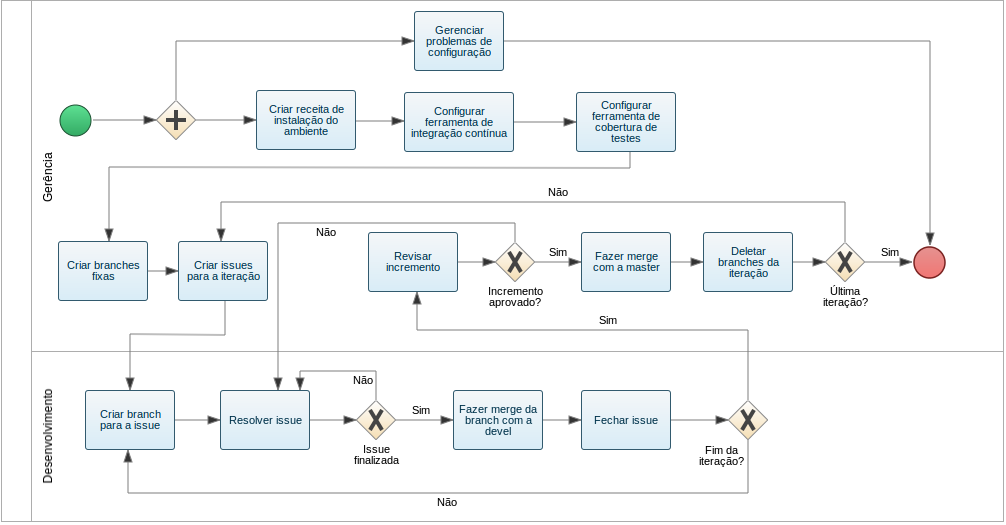 Gerenciar
problemas de
configuração
Criar receita de
instalação do
ambiente
Configurar
ferramenta de
integração contínua
Configurar
ferramenta de
cobertura de
testes
Gerência
Não
Não
Criar branches
fixas
Criar issues
para a iteração
Revisar
incremento
Incremento
aprovado?
Sim
Fazer merge
com a master
Deletar
branches da
iteração
Última
iteração?
Sim
Sim
Desenvolvimento
Criar branch
para a issue
Resolver issue
Não
Issue
finalizada
Sim
Fazer merge da
branch com a
devel
Fechar issue
Fim da
iteração?
Não